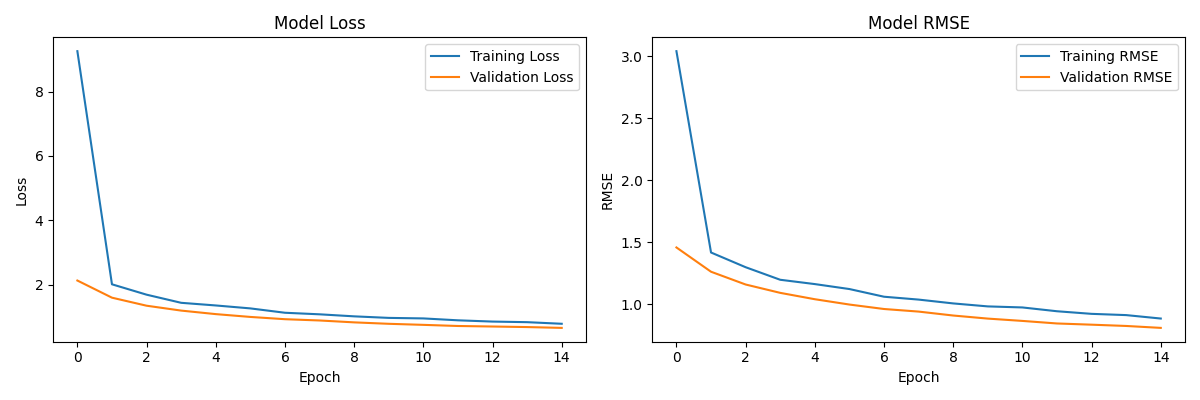 Model Loss
Training Loss
Validation Loss
8
6
4
2
Loss
0 2 4 6 8 10 12 14
Epoch
Model RMSE
Training RMSE
Validation RMSE
3.0
2.5
2.0
1.5
1.0
RMSE
0 2 4 6 8 10 12 14
Epoch